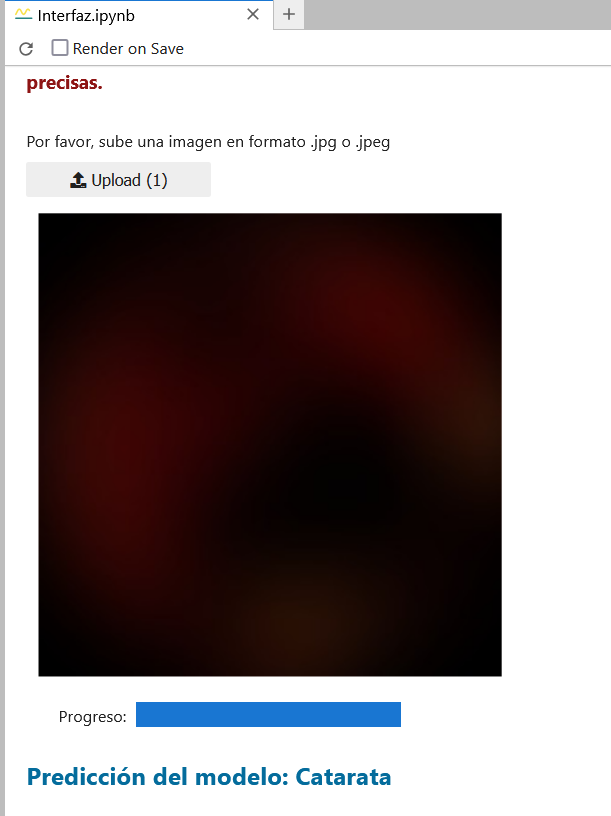 Interfaz.ipynb
Render on Save
precisas.
Por favor, sube una imagen en formato .jpg o .jpeg
Upload (1)
Progreso:
Predicción del modelo: Catarata